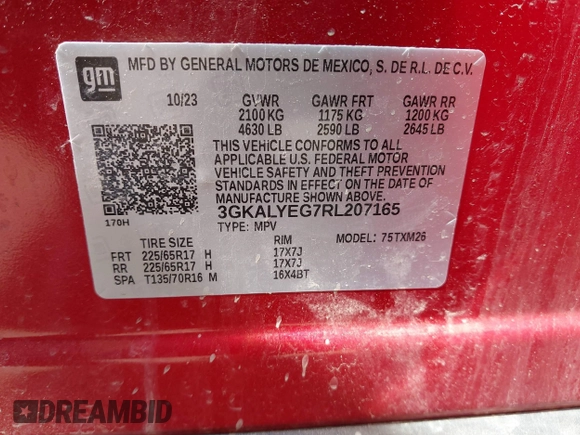 gm
MFD BY GENERAL MOTORS DE MEXICO, S. DE R.L. DE C.V.
10/23 GVWR GAWR FRT GAWR RR
2100 KG 1175 KG 1200 KG
4630 LB 2590 LB 2645 LB
THIS VEHICLE CONFORMS TO ALL
APPLICABLE U.S. FEDERAL MOTOR
VEHICLE SAFETY AND THEFT PREVENTION
STANDARDS IN EFFECT ON THE DATE OF
MANUFACTURE SHOWN ABOVE.
170H
3GKALYEG7RL207165
TYPE: MPV MODEL: 75TXM26
TIRE SIZE RIM
FRT 225/65R17 H 17X7J
RR 225/65R17 H 17X7J
SPA T135/70R16 M 16X4BT
DREAMBID